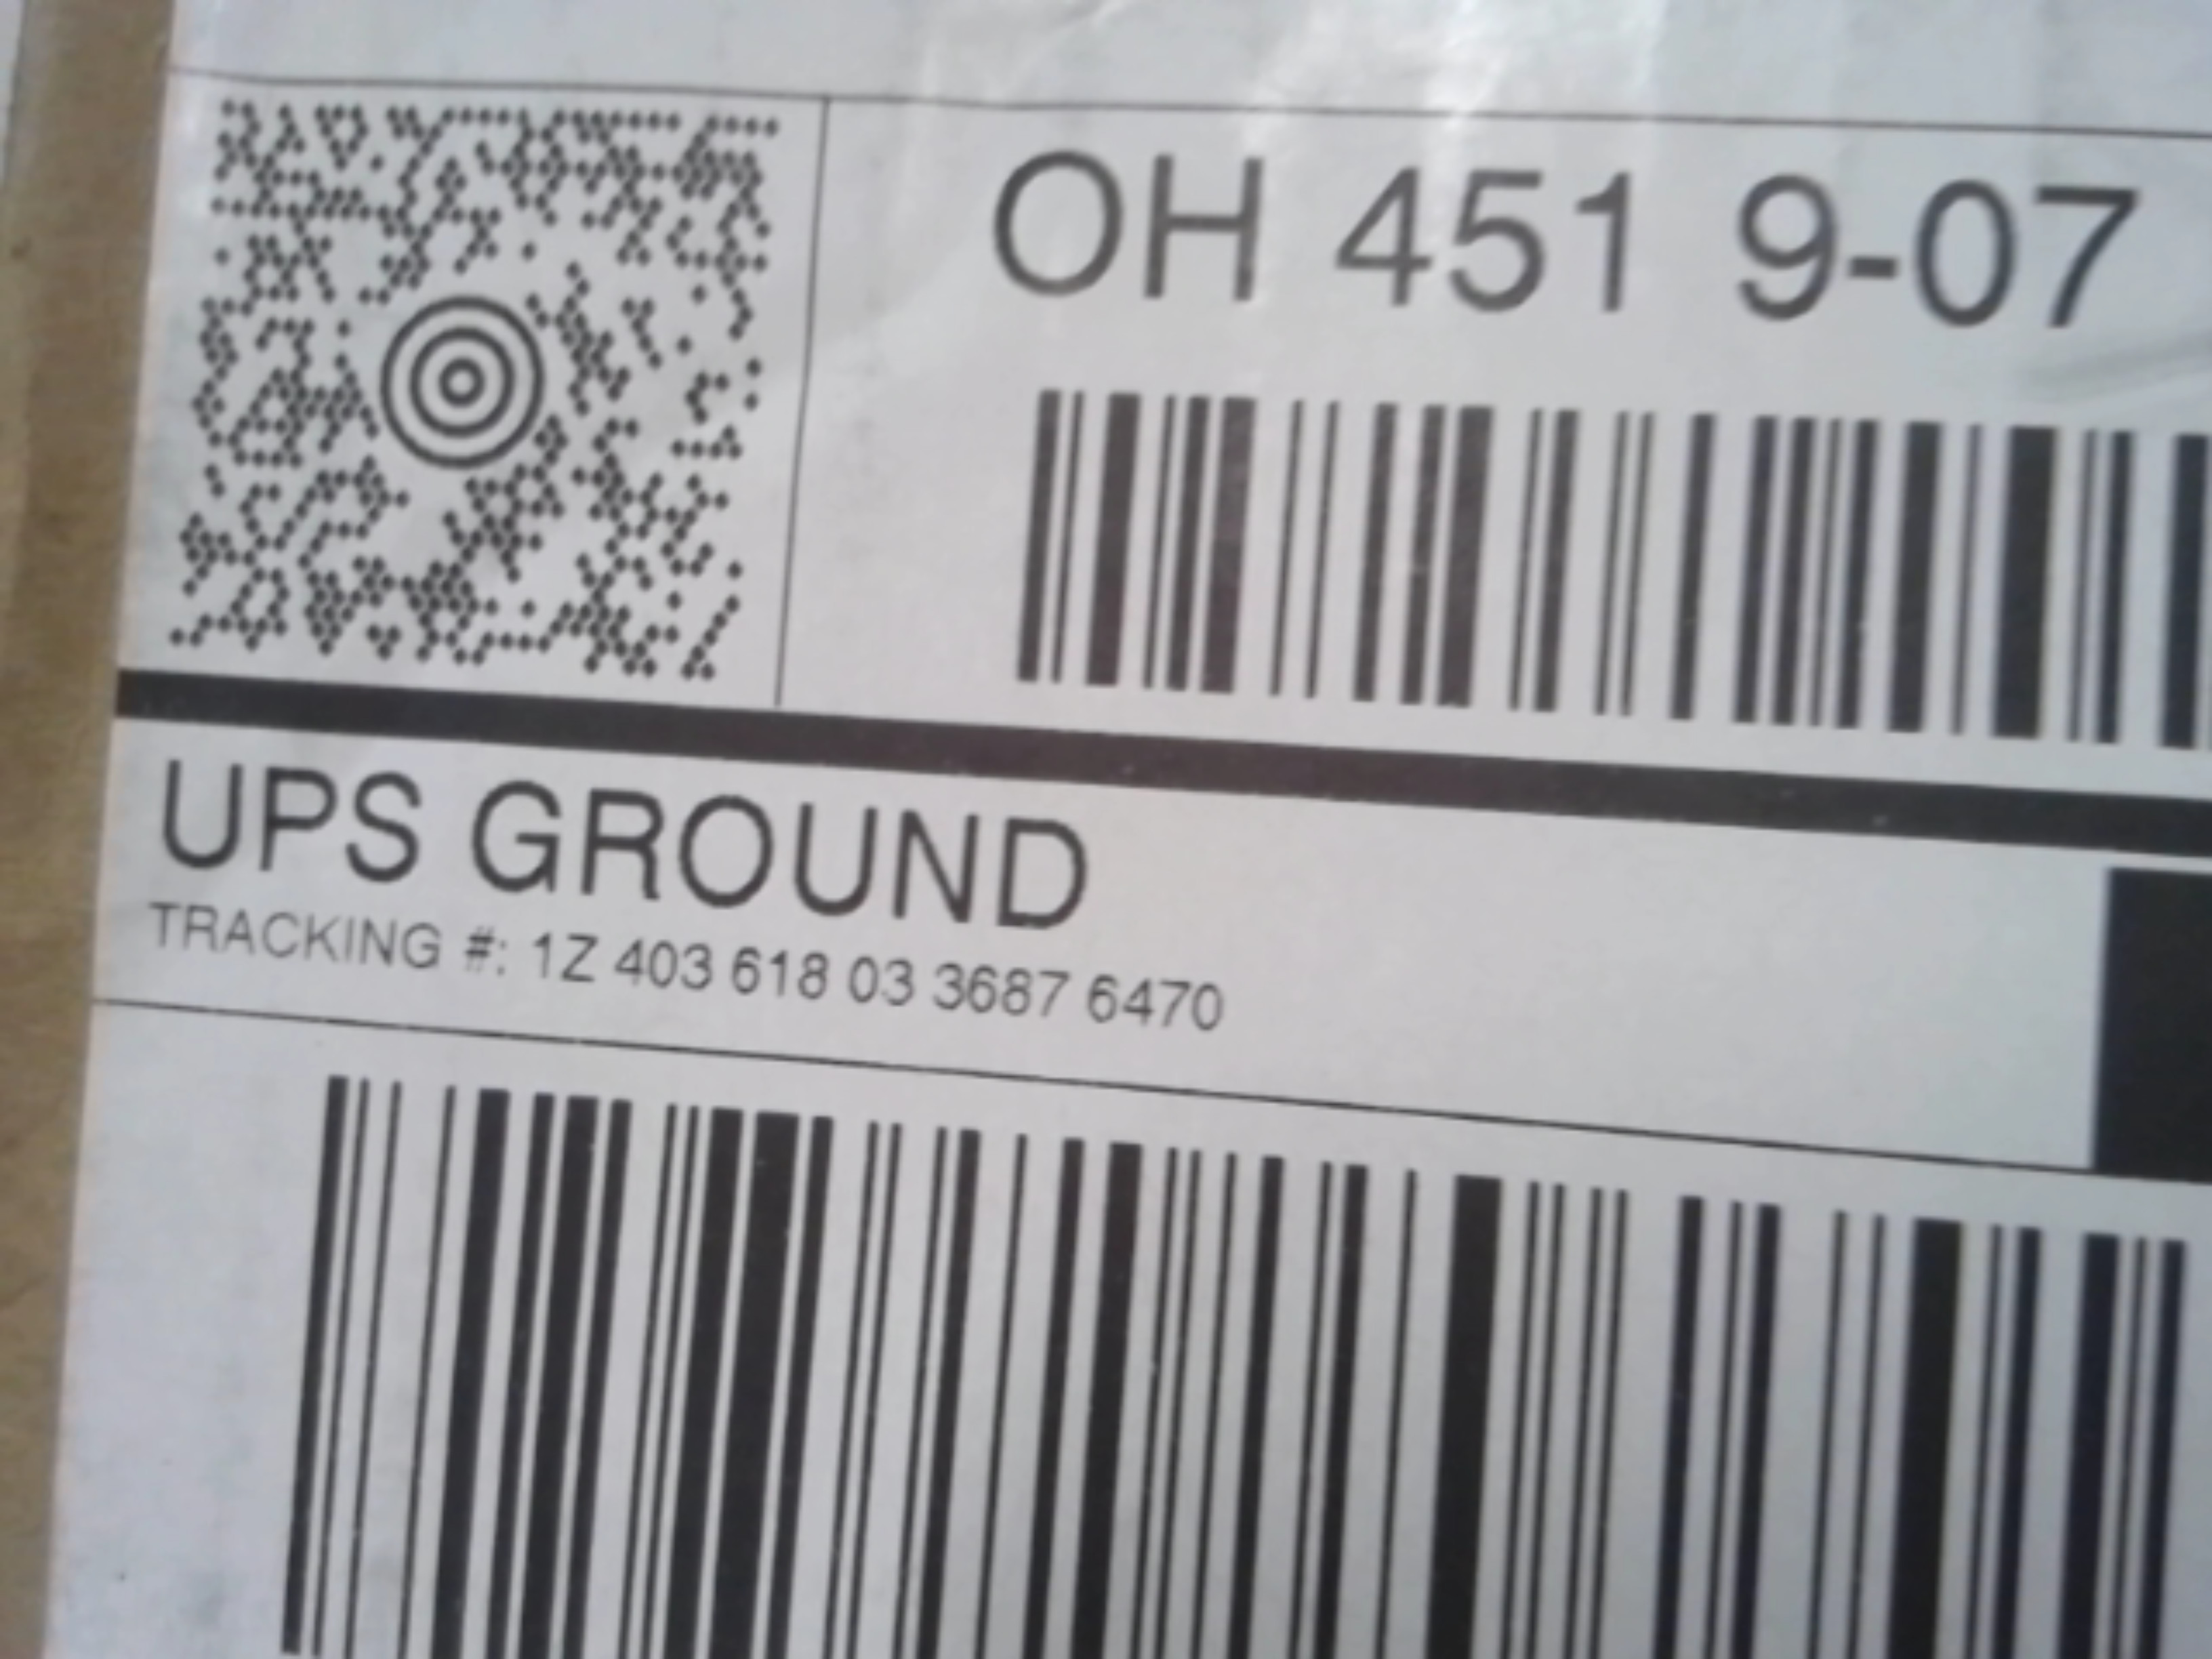 OH 451 9-07
UPS GROUND
TRACKING #: 1Z 403 618 03 3687 6470